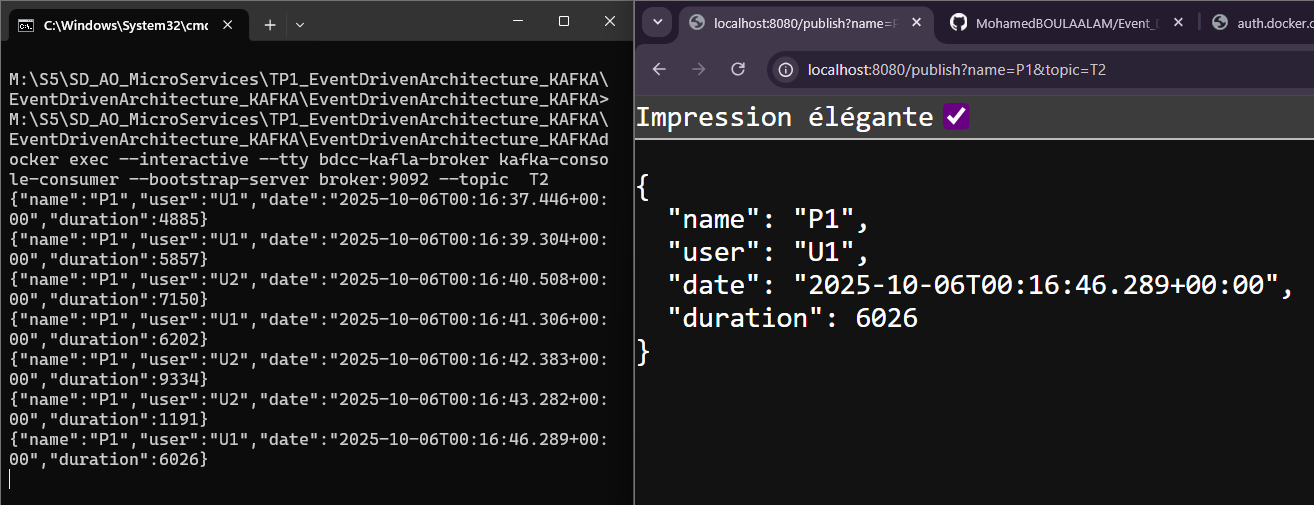 C:\Windows\System32\cmd
M:\S5\SD_AO_MicroServices\TP1_EventDrivenArchitecture_KAFKA\
EventDrivenArchitecture_KAFKA\EventDrivenArchitecture_KAFKA>
M:\S5\SD_AO_MicroServices\TP1_EventDrivenArchitecture_KAFKA\
EventDrivenArchitecture_KAFKA\EventDrivenArchitecture_KAFKAd
ocker exec --interactive --tty bdcc-kafla-broker kafka-conso
le-consumer --bootstrap-server broker:9092 --topic  T2
{"name":"P1","user":"U1","date":"2025-10-06T00:16:37.446+00:
00","duration":4885}
{"name":"P1","user":"U1","date":"2025-10-06T00:16:39.304+00:
00","duration":5857}
{"name":"P1","user":"U2","date":"2025-10-06T00:16:40.508+00:
00","duration":7150}
{"name":"P1","user":"U1","date":"2025-10-06T00:16:41.306+00:
00","duration":6202}
{"name":"P1","user":"U2","date":"2025-10-06T00:16:42.383+00:
00","duration":9334}
{"name":"P1","user":"U2","date":"2025-10-06T00:16:43.282+00:
00","duration":1191}
{"name":"P1","user":"U1","date":"2025-10-06T00:16:46.289+00:
00","duration":6026}
localhost:8080/publish?name=P
MohamedBOULAALAM/Event_D
auth.docker.c
localhost:8080/publish?name=P1&topic=T2
Impression élégante
{
"name": "P1",
"user": "U1",
"date": "2025-10-06T00:16:46.289+00:00",
"duration": 6026
}